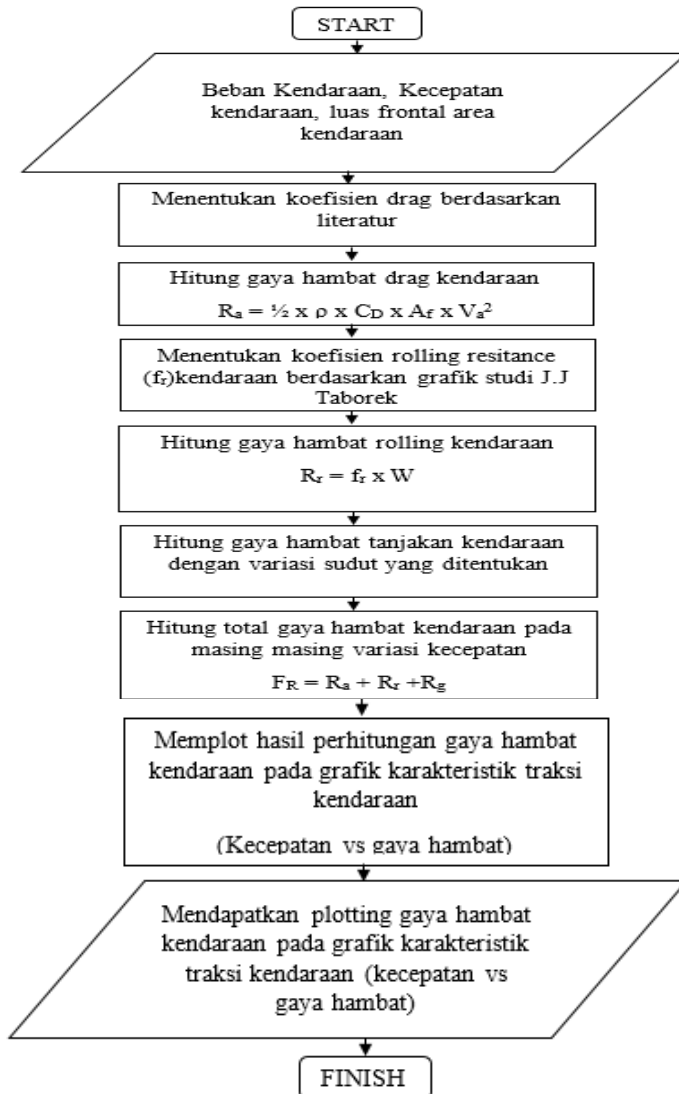 START
Beban Kendaraan, Kecepatan
kendaraan, luas frontal area
kendaraan
Menentukan koefisien drag berdasarkan
literatur
Hitung gaya hambat drag kendaraan
Rₐ = ½ x ρ x C_D x A_f x Vₐ²
Menentukan koefisien rolling resitance
(fᵣ)kendaraan berdasarkan grafik studi J.J
Taborek
Hitung gaya hambat rolling kendaraan
Rᵣ = fᵣ x W
Hitung gaya hambat tanjakan kendaraan
dengan variasi sudut yang ditentukan
Hitung total gaya hambat kendaraan pada
masing masing variasi kecepatan
F_R = Rₐ + Rᵣ +R_g
Memplot hasil perhitungan gaya hambat
kendaraan pada grafik karakteristik traksi
kendaraan
(Kecepatan vs gaya hambat)
Mendapatkan plotting gaya hambat
kendaraan pada grafik karakteristik
traksi kendaraan (kecepatan vs
gaya hambat)
FINISH